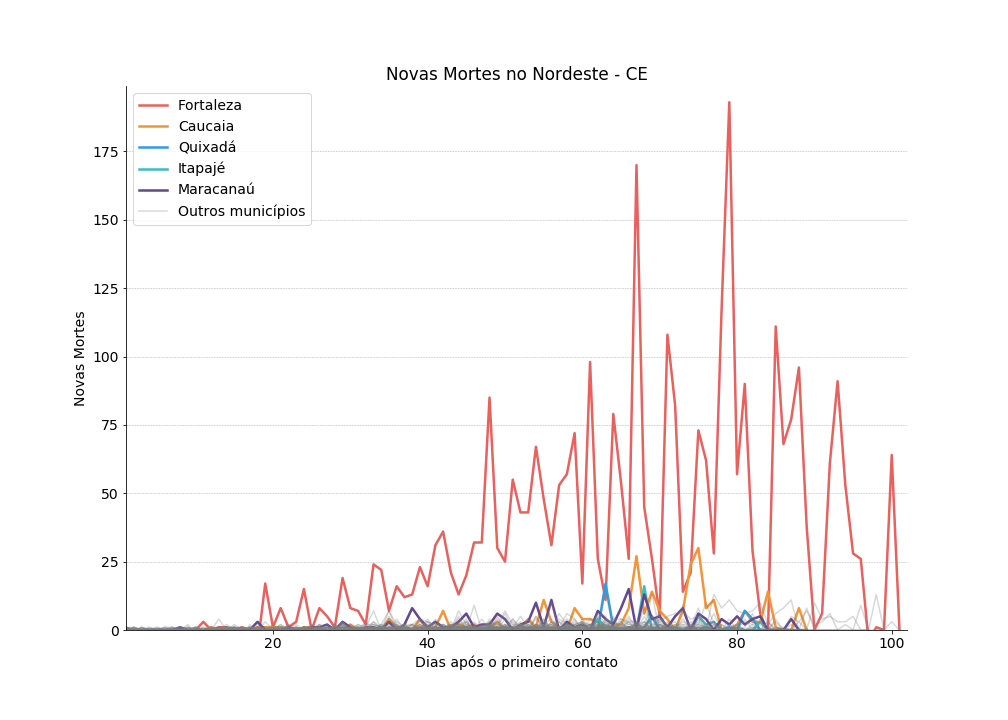 Novas Mortes no Nordeste - CE
Fortaleza
Caucaia
Quixadá
Itapajé
Maracanaú
Outros municípios
Novas Mortes
175
150
125
100
75
50
25
0
20
40
60
80
100
Dias após o primeiro contato